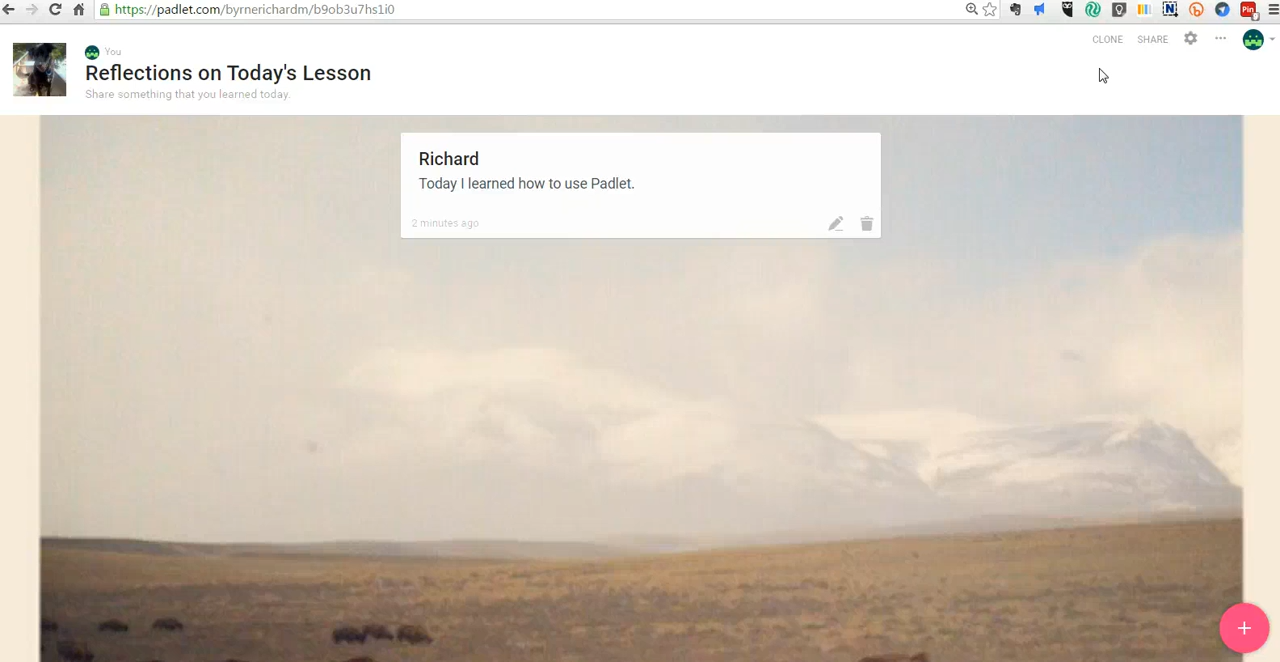 https://padlet.com/byrnerichardm/b9ob3u7hs1i0
You
CLONE SHARE
Reflections on Today's Lesson
Share something that you learned today.
Richard
Today I learned how to use Padlet.
2 minutes ago